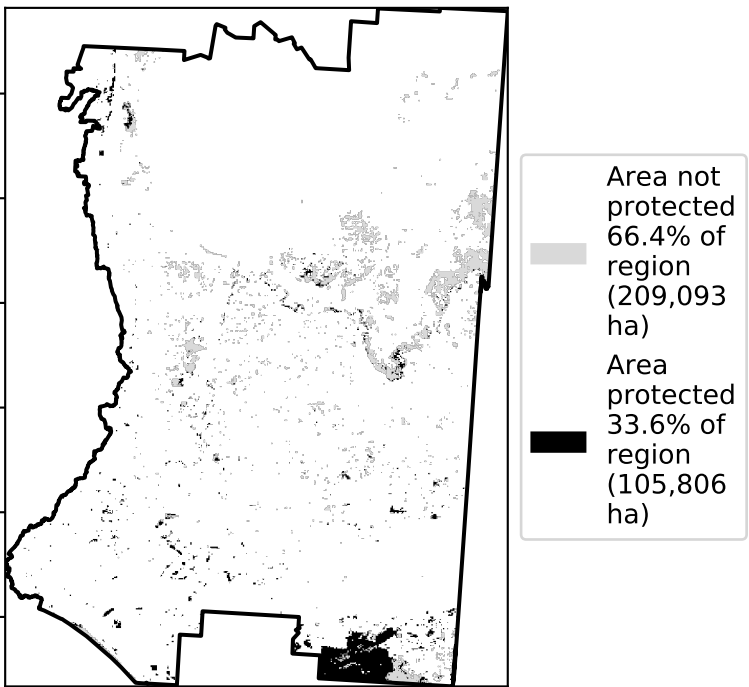 Area not
protected
66.4% of
region
(209,093
ha)
Area
protected
33.6% of
region
(105,806
ha)